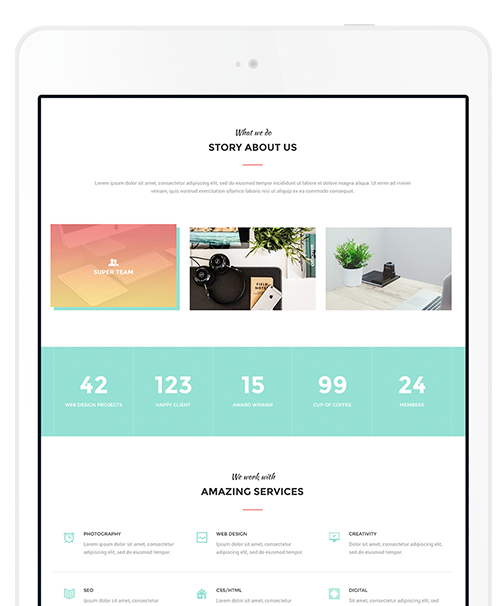 What we do
STORY ABOUT US
Lorem ipsum dolor sit amet, consectetur adipiscing elit, sed do eiusmod tempor incididunt ut labore et dolore magna aliqua. Ut enim ad minim
veniam, quis nostrud exercitation ullamco laboris nisi ut aliquip ex ea commodo consequat.
SUPER TEAM
FIELD NOTES
42 123 15 99 24
WEB DESIGN PROJECTS HAPPY CLIENT AWARD WINNER CUP OF COFFEE MEMBERS
We work with
AMAZING SERVICES
PHOTOGRAPHY WEB DESIGN CREATIVITY
Lorem ipsum dolor sit amet, consectetur Lorem ipsum dolor sit amet, consectetur Lorem ipsum dolor sit amet, consectetur
adipiscing elit, sed do eiusmod tempor. adipiscing elit, sed do eiusmod tempor. adipiscing elit, sed do eiusmod tempor.
SEO CSS/HTML DIGITAL
Lorem ipsum dolor sit amet, consectetur Lorem ipsum dolor sit amet, consectetur Lorem ipsum dolor sit amet, consectetur